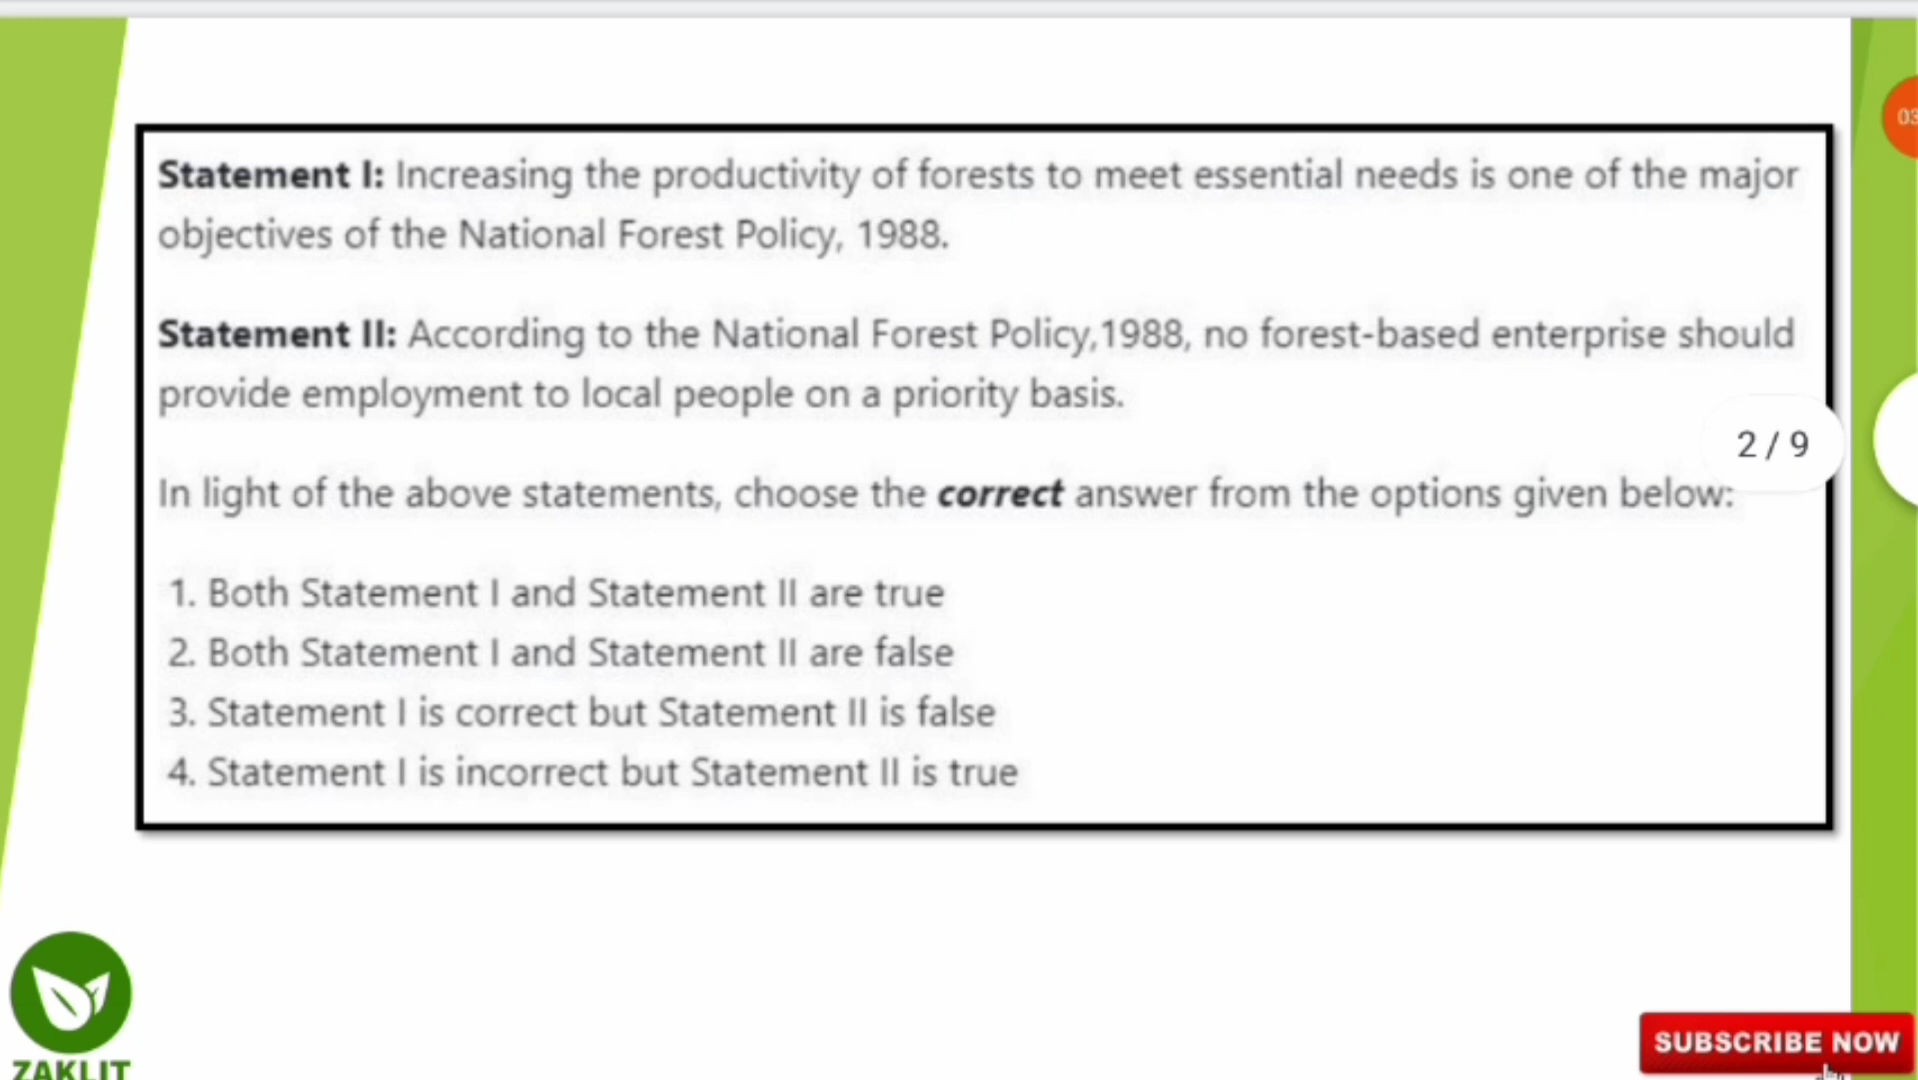 03
Statement I: Increasing the productivity of forests to meet essential needs is one of the major
objectives of the National Forest Policy, 1988.
Statement II: According to the National Forest Policy,1988, no forest-based enterprise should
provide employment to local people on a priority basis.
2 / 9
In light of the above statements, choose the correct answer from the options given below:
1. Both Statement I and Statement II are true
2. Both Statement I and Statement II are false
3. Statement I is correct but Statement II is false
4. Statement I is incorrect but Statement II is true
ZAKLIT
SUBSCRIBE NOW